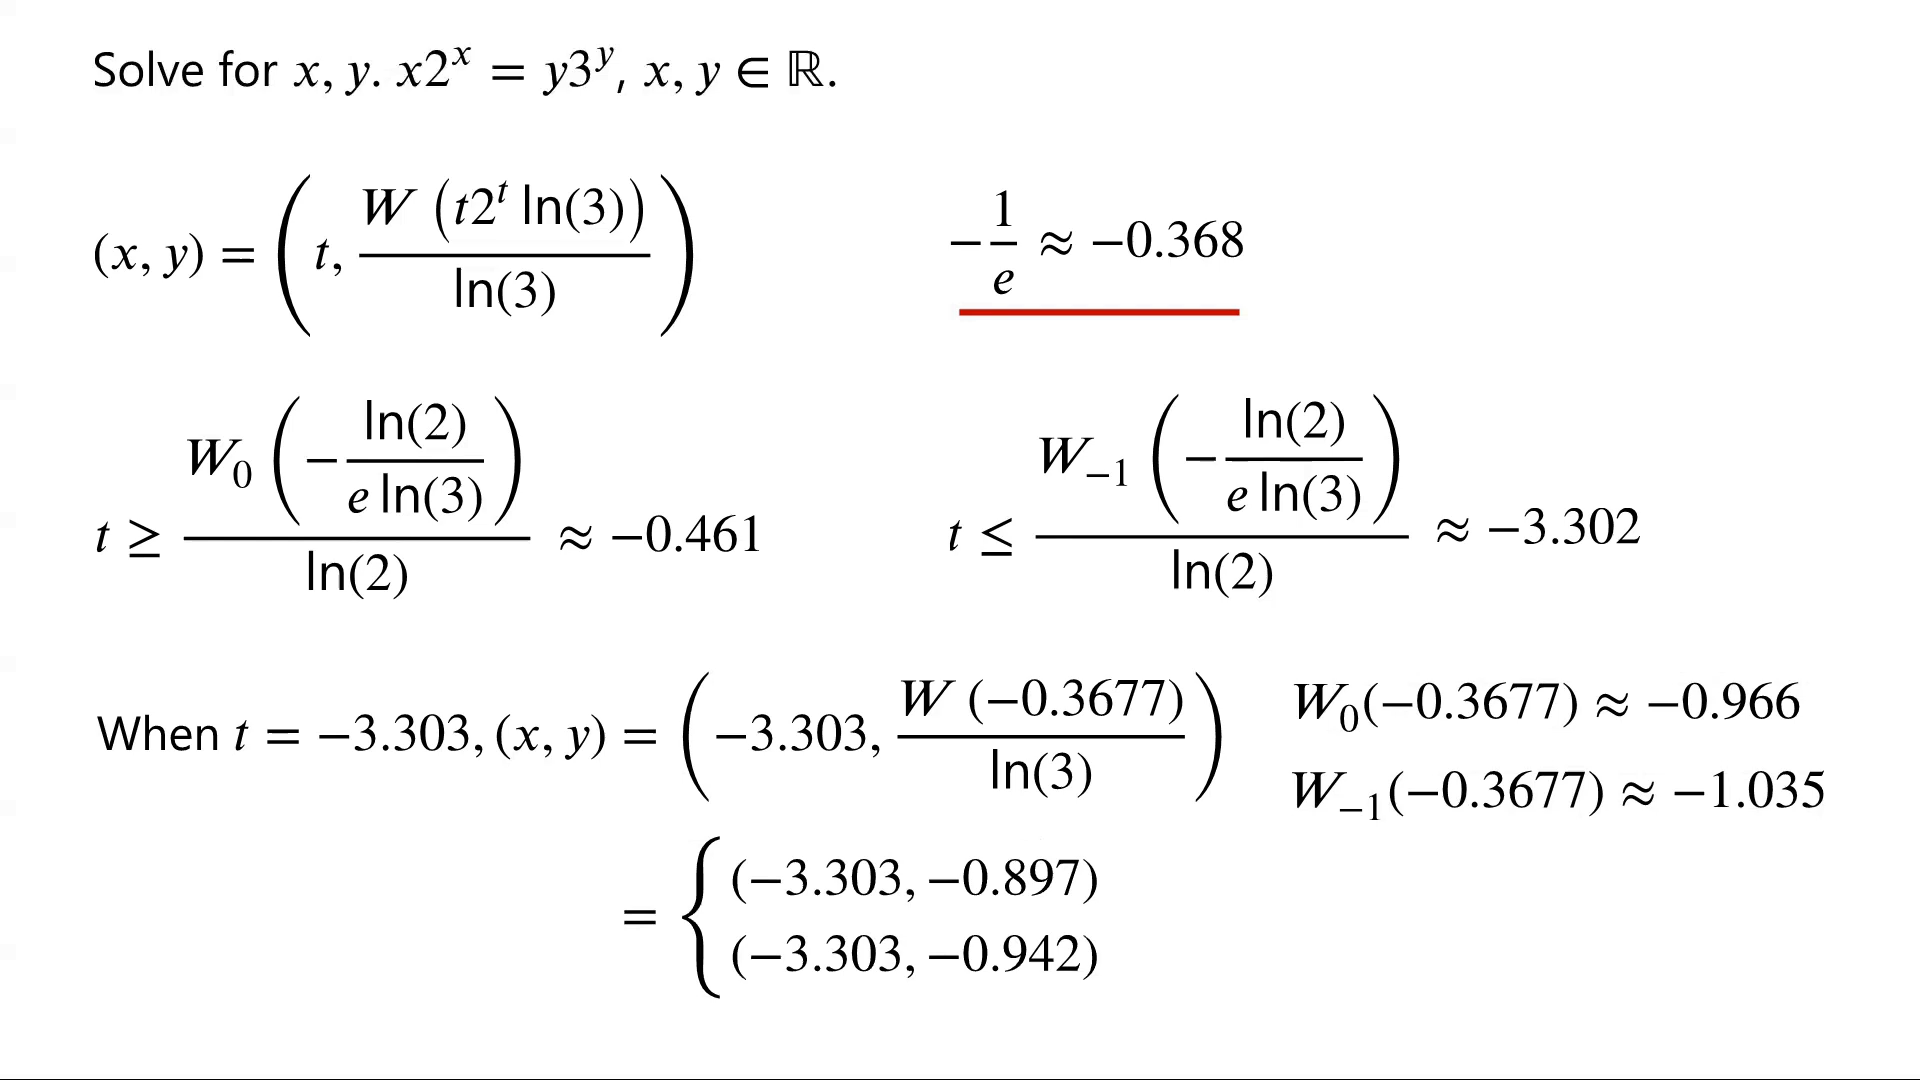 Solve for x, y. x2^x = y3^y, x, y ∈ ℝ.
(x, y) = (t, W(t2^t ln(3)) / ln(3))
−1/e ≈ −0.368
t ≥ W_0(−ln(2) / (e ln(3))) / ln(2) ≈ −0.461
t ≤ W_{−1}(−ln(2) / (e ln(3))) / ln(2) ≈ −3.302
When t = −3.303, (x, y) = (−3.303, W(−0.3677) / ln(3))
W_0(−0.3677) ≈ −0.966
W_{−1}(−0.3677) ≈ −1.035
= { (−3.303, −0.897)
(−3.303, −0.942)